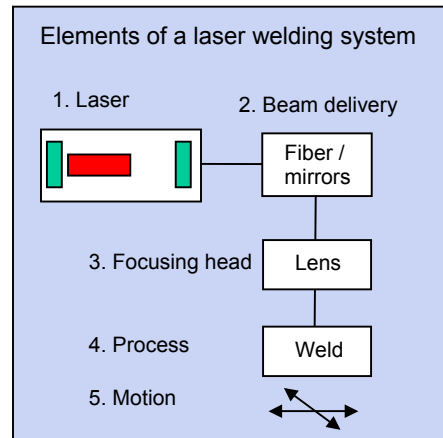 Elements of a laser welding system
1. Laser
2. Beam delivery
Fiber /
mirrors
3. Focusing head
Lens
4. Process
Weld
5. Motion